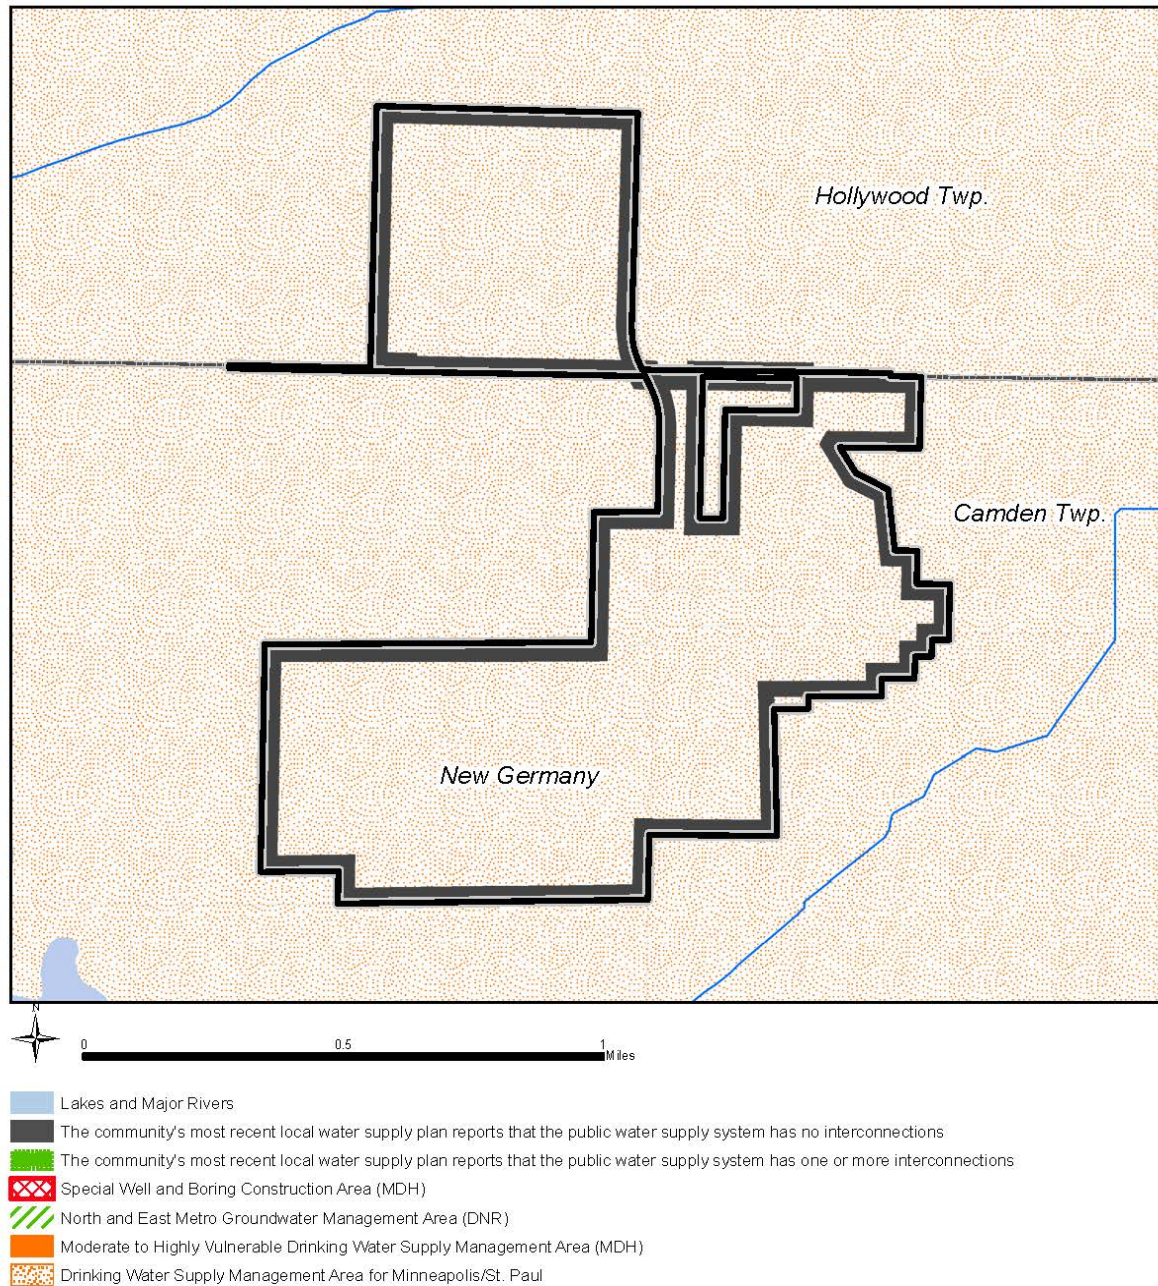 Hollywood Twp.
Camden Twp.
New Germany
N
0 0.5 1
Miles
Lakes and Major Rivers
The community's most recent local water supply plan reports that the public water supply system has no interconnections
The community's most recent local water supply plan reports that the public water supply system has one or more interconnections
Special Well and Boring Construction Area (MDH)
North and East Metro Groundwater Management Area (DNR)
Moderate to Highly Vulnerable Drinking Water Supply Management Area (MDH)
Drinking Water Supply Management Area for Minneapolis/St. Paul